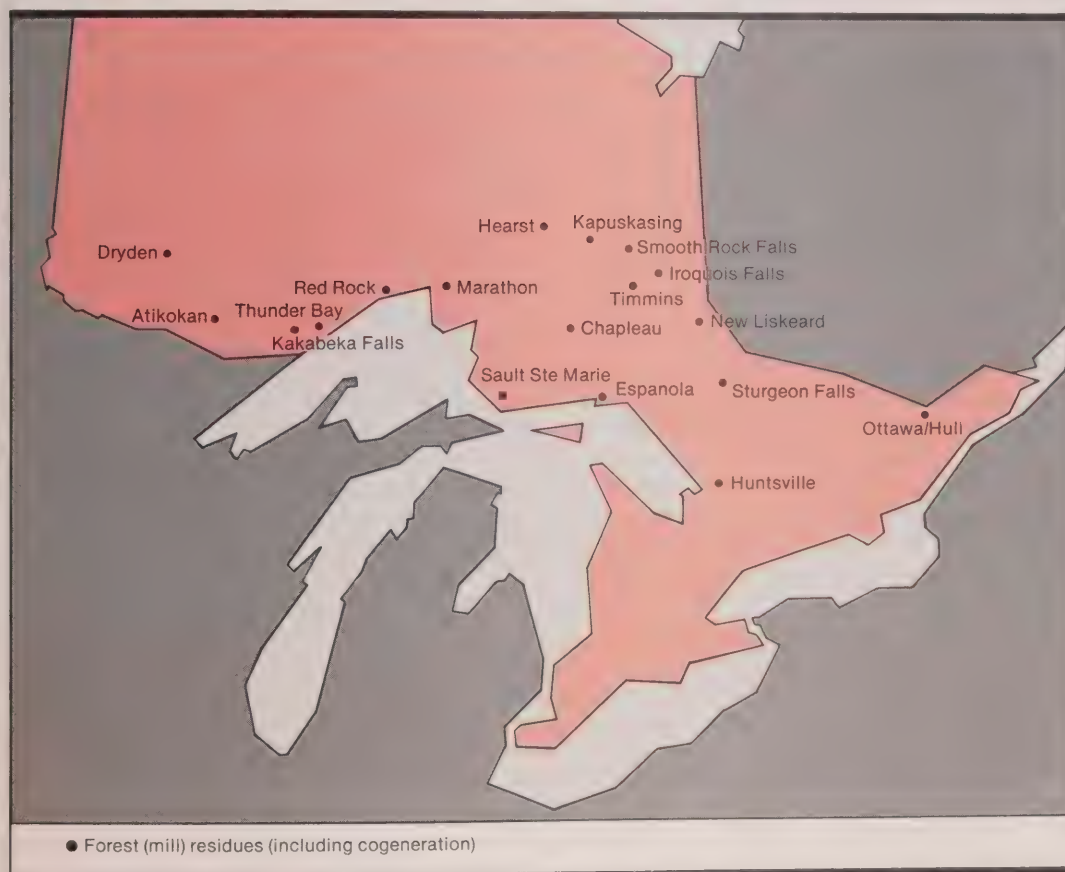 Hearst
Kapuskasing
Smooth Rock Falls
Dryden
Iroquois Falls
Red Rock
Marathon
Timmins
Atikokan
Thunder Bay
New Liskeard
Chapleau
Kakabeka Falls
Sault Ste Marie
Espanola
Sturgeon Falls
Ottawa/Hull
Huntsville
Forest (mill) residues (including cogeneration)